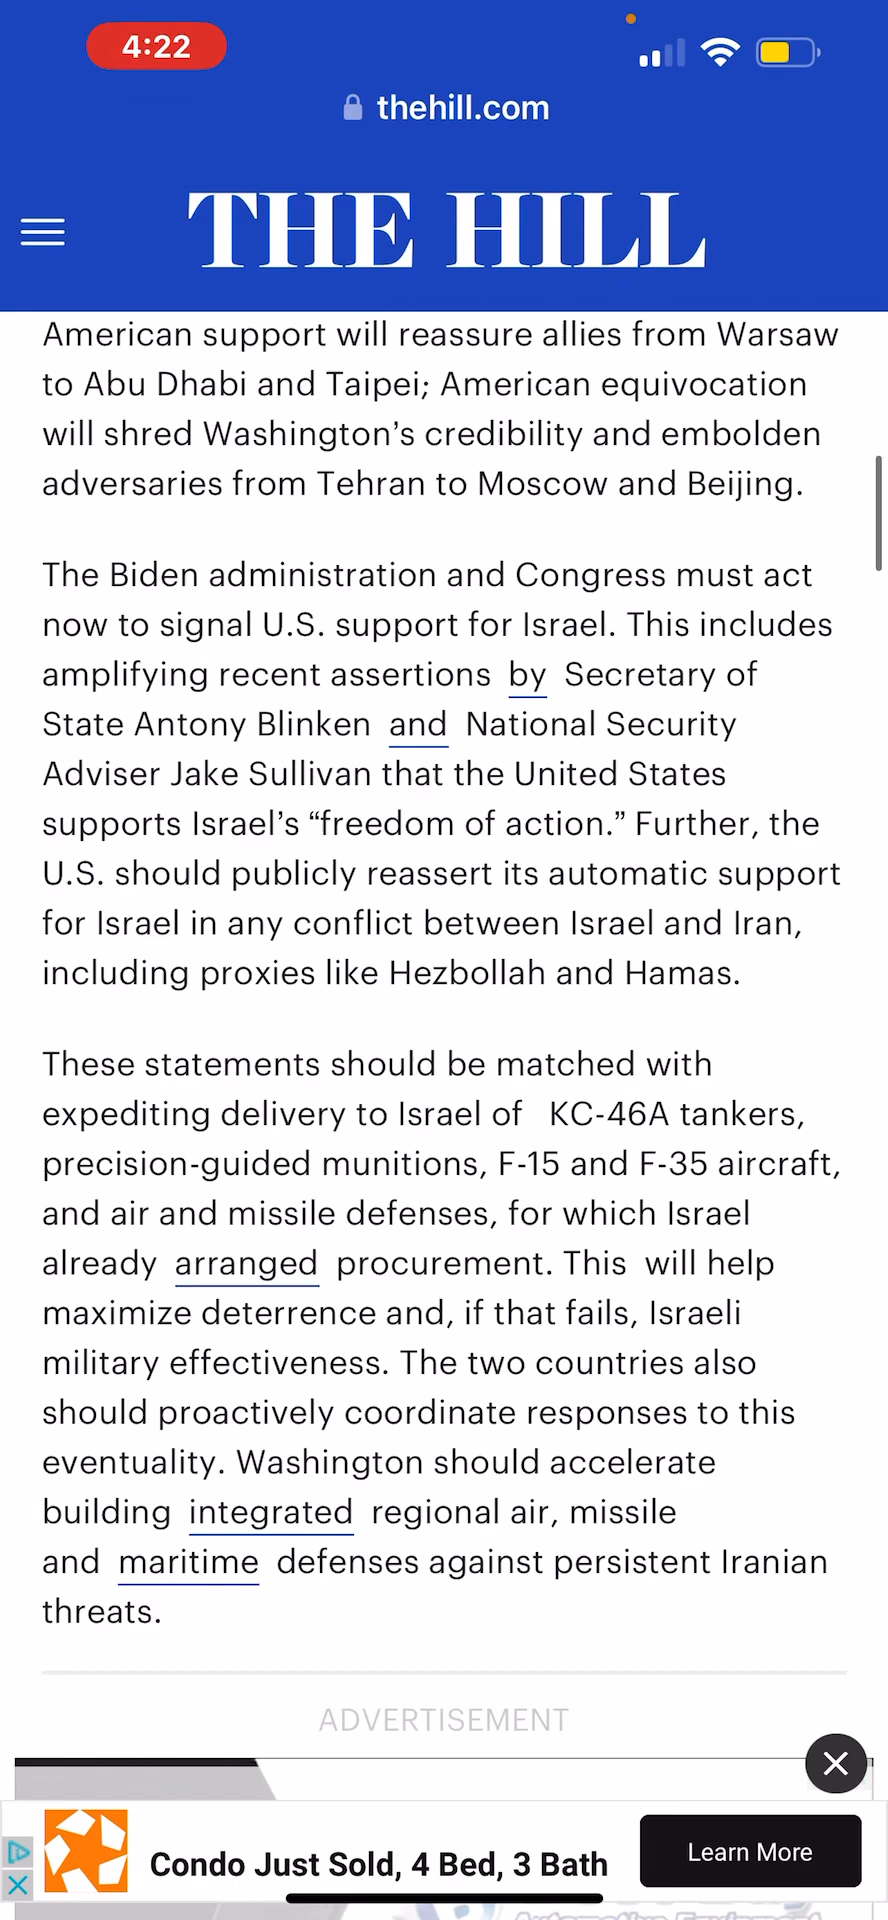 4:22
thehill.com
THE HILL
American support will reassure allies from Warsaw
to Abu Dhabi and Taipei; American equivocation
will shred Washington’s credibility and embolden
adversaries from Tehran to Moscow and Beijing.
The Biden administration and Congress must act
now to signal U.S. support for Israel. This includes
amplifying recent assertions by Secretary of
State Antony Blinken and National Security
Adviser Jake Sullivan that the United States
supports Israel’s “freedom of action.” Further, the
U.S. should publicly reassert its automatic support
for Israel in any conflict between Israel and Iran,
including proxies like Hezbollah and Hamas.
These statements should be matched with
expediting delivery to Israel of KC-46A tankers,
precision-guided munitions, F-15 and F-35 aircraft,
and air and missile defenses, for which Israel
already arranged procurement. This will help
maximize deterrence and, if that fails, Israeli
military effectiveness. The two countries also
should proactively coordinate responses to this
eventuality. Washington should accelerate
building integrated regional air, missile
and maritime defenses against persistent Iranian
threats.
ADVERTISEMENT
Condo Just Sold, 4 Bed, 3 Bath
Learn More